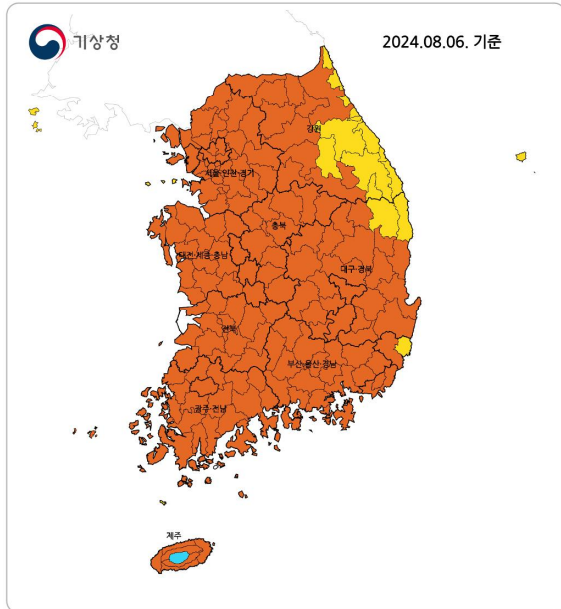 기상청
2024.08.06. 기준
강원
서울·인천·경기
충북
대전·세종·충남
대구·경북
전북
부산·울산·경남
광주·전남
제주